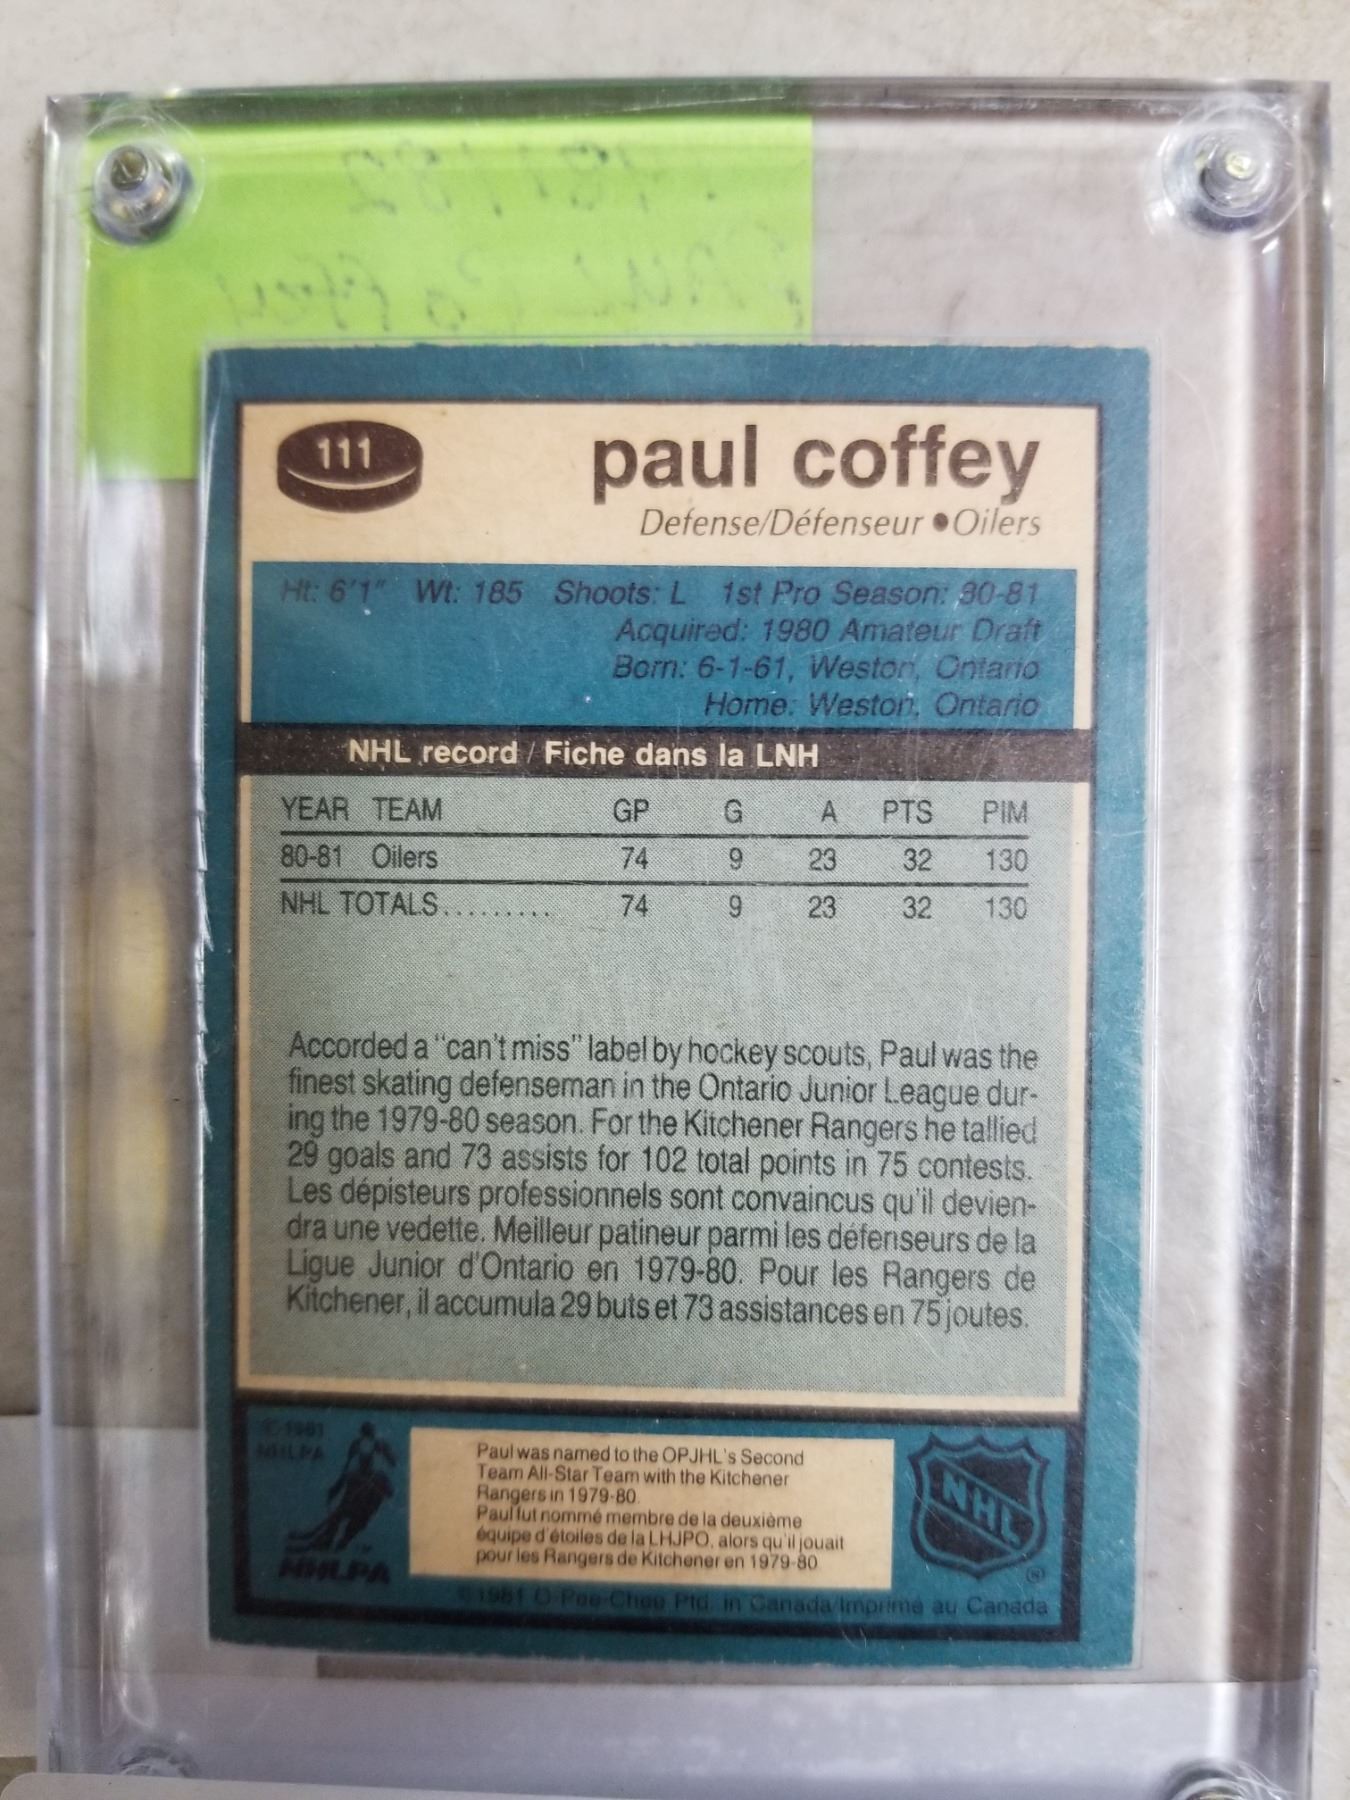 111
paul coffey
Defense/Défenseur ● Oilers
Ht: 6'1" Wt: 185 Shoots: L 1st Pro Season: 80-81
Acquired: 1980 Amateur Draft
Born: 6-1-61, Weston, Ontario
Home: Weston, Ontario
NHL record / Fiche dans la LNH
YEAR TEAM GP G A PTS PIM
80-81 Oilers 74 9 23 32 130
NHL TOTALS......... 74 9 23 32 130
Accorded a "can't miss" label by hockey scouts, Paul was the
finest skating defenseman in the Ontario Junior League dur-
ing the 1979-80 season. For the Kitchener Rangers he tallied
29 goals and 73 assists for 102 total points in 75 contests.
Les dépisteurs professionnels sont convaincus qu'il devien-
dra une vedette. Meilleur patineur parmi les défenseurs de la
Ligue Junior d'Ontario en 1979-80. Pour les Rangers de
Kitchener, il accumula 29 buts et 73 assistances en 75 joutes.
© 1981
NHLPA
Paul was named to the OPJHL's Second
Team All-Star Team with the Kitchener
Rangers in 1979-80.
Paul fut nommé membre de la deuxième
équipe d'étoiles de la LHJPO, alors qu'il jouait
pour les Rangers de Kitchener en 1979-80
TM
NHLPA
NHL
®
©1981 O-Pee-Chee Ptd. in Canada/Imprimé au Canada